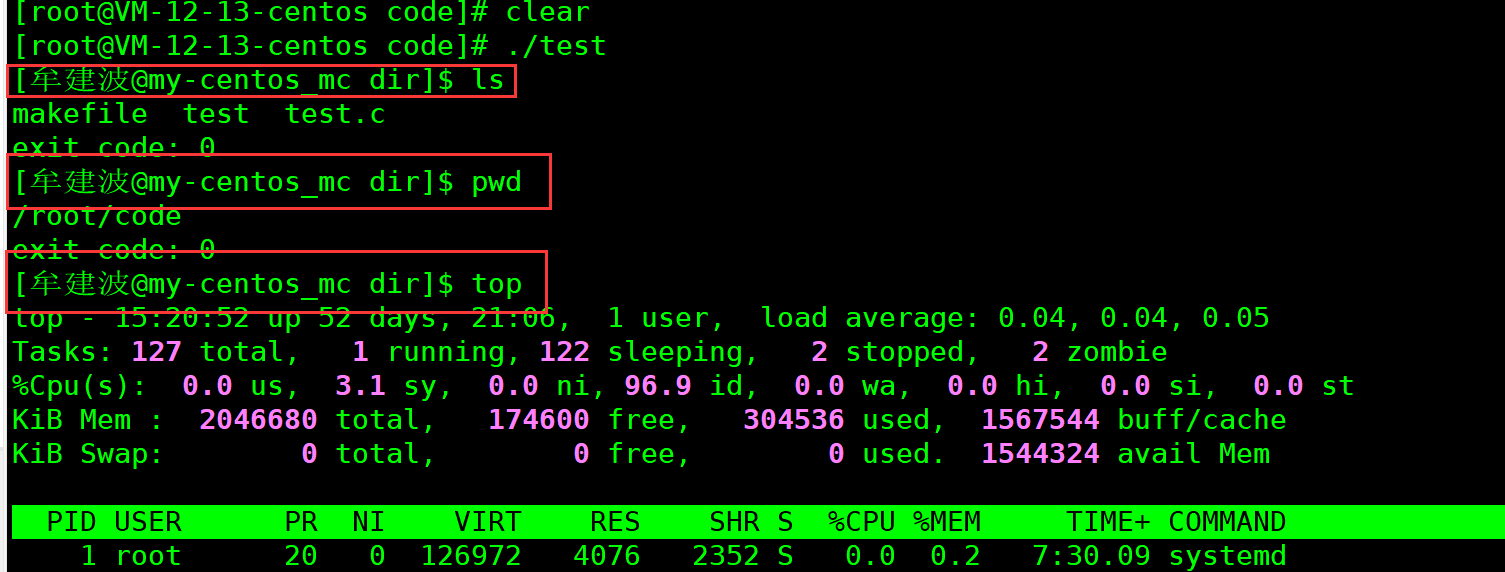 [root@VM-12-13-centos code]# clear
[root@VM-12-13-centos code]# ./test
[牟建波@my-centos_mc dir]$ ls
makefile  test  test.c
exit code: 0
[牟建波@my-centos_mc dir]$ pwd
/root/code
exit code: 0
[牟建波@my-centos_mc dir]$ top
top - 15:20:52 up 52 days, 21:06,  1 user,  load average: 0.04, 0.04, 0.05
Tasks: 127 total,   1 running, 122 sleeping,   2 stopped,   2 zombie
%Cpu(s):  0.0 us,  3.1 sy,  0.0 ni, 96.9 id,  0.0 wa,  0.0 hi,  0.0 si,  0.0 st
KiB Mem :  2046680 total,   174600 free,   304536 used,  1567544 buff/cache
KiB Swap:        0 total,        0 free,        0 used.  1544324 avail Mem
  PID USER      PR  NI    VIRT    RES    SHR S  %CPU %MEM     TIME+ COMMAND
    1 root      20   0  126972   4076   2352 S   0.0  0.2   7:30.09 systemd